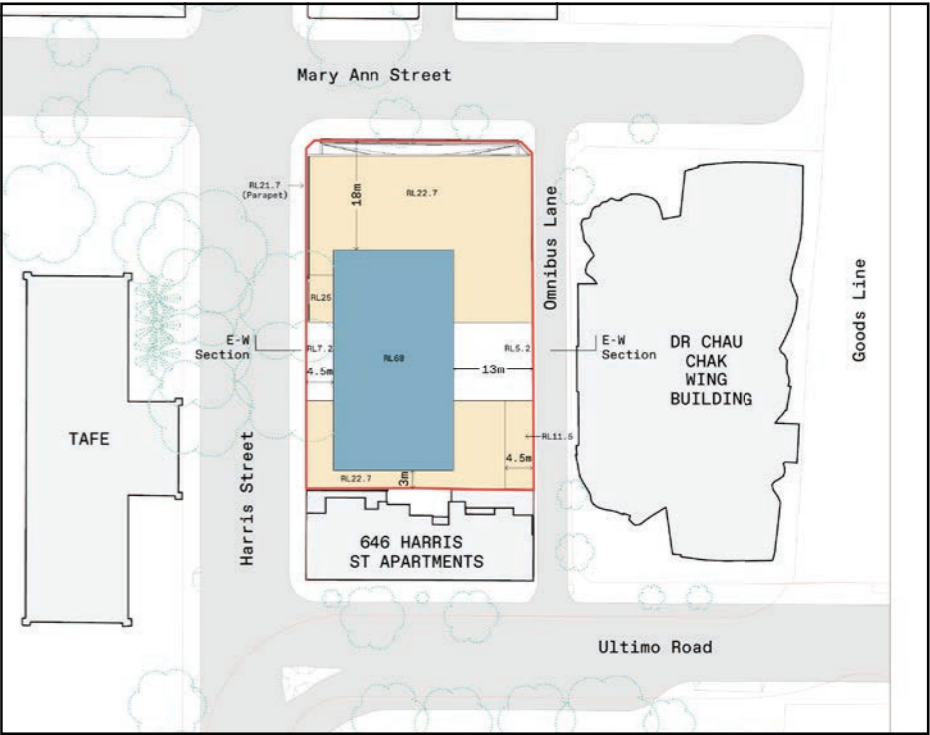 Mary Ann Street
RL21.7
(Parapet)
18m
RL22.7
Omnibus Lane
Goods Line
RL25
E-W
Section
RL7.2
RL68
RL5.2
E-W
Section
4.5m
13m
DR CHAU
CHAK
WING
BUILDING
TAFE
Harris Street
RL11.5
4.5m
RL22.7
3m
646 HARRIS
ST APARTMENTS
Ultimo Road